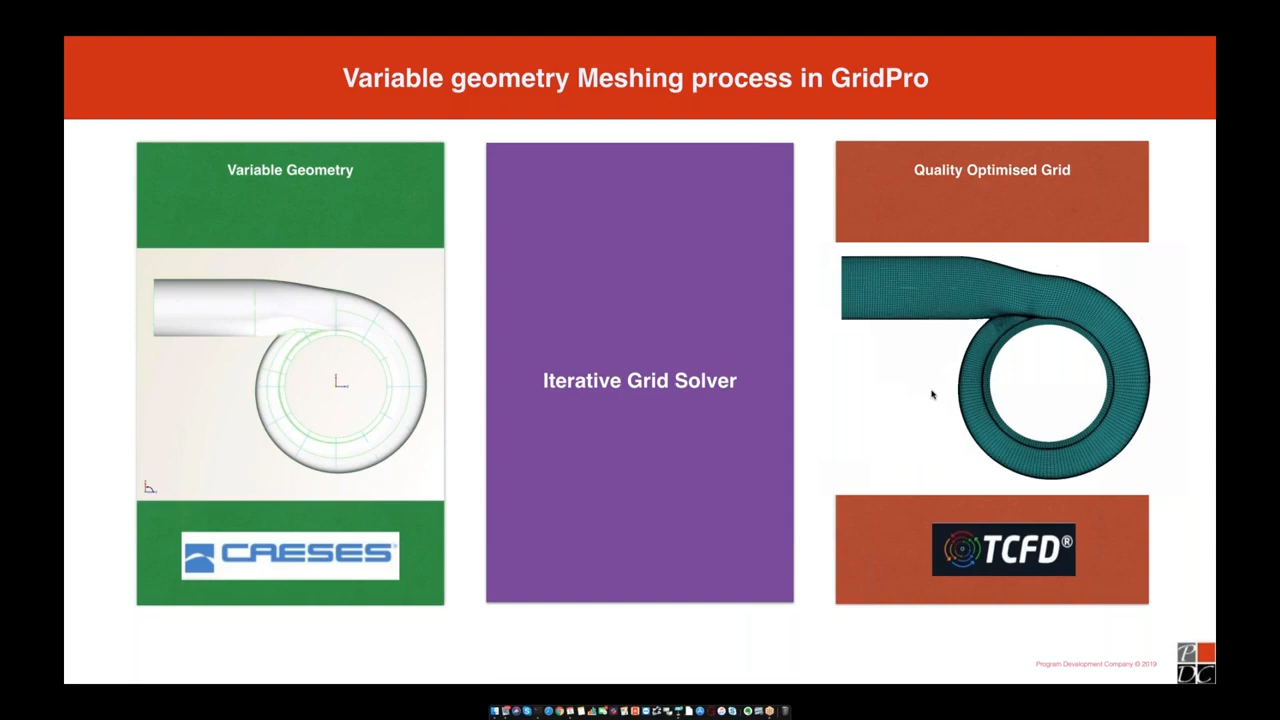 Variable geometry Meshing process in GridPro
Variable Geometry
Quality Optimised Grid
Iterative Grid Solver
CAESES®
TCFD®
Program Development Company © 2019
PDC